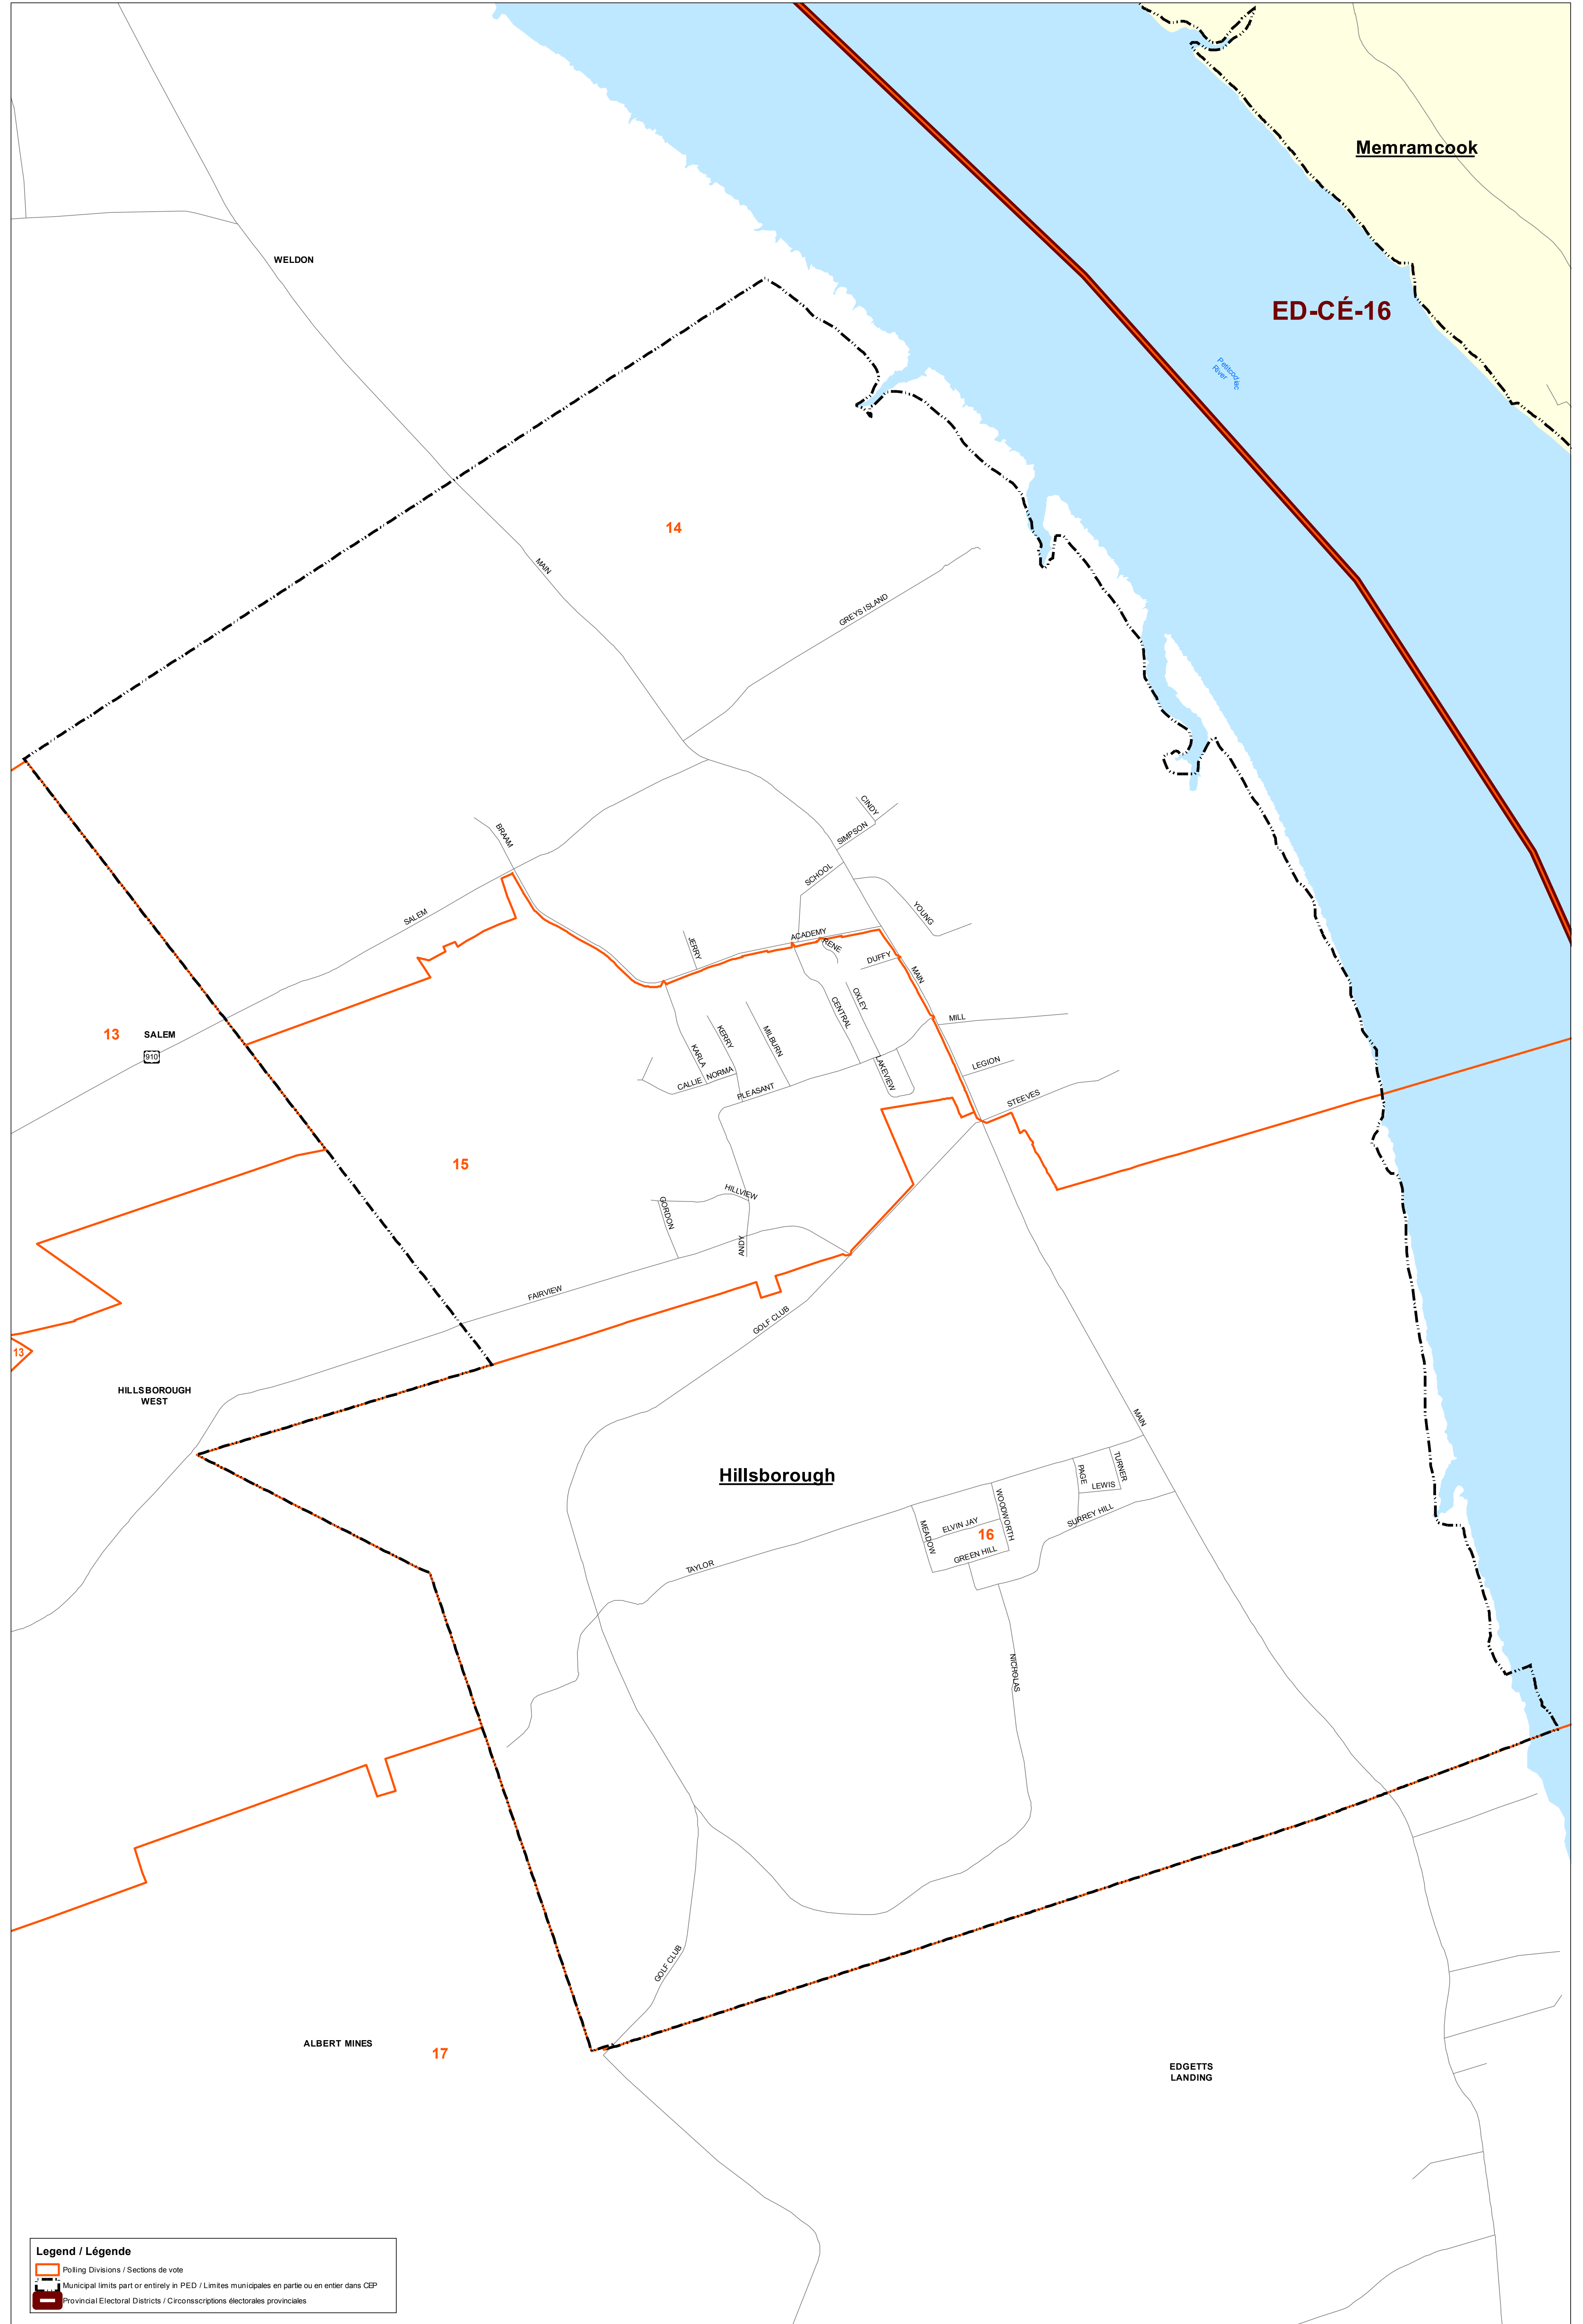 Memramcook
WELDON
ED-CÉ-16
Petitcodiac
River
14
MAIN
GREYS ISLAND
CINDY
SIMPSON
BRAAM
SCHOOL
SALEM
YOUNG
ACADEMY
JERRY
IRENE
DUFFY
MAIN
OXLEY
CENTRAL
MILL
13
SALEM
910
KERRY
MILBURN
KARLA
LEGION
LAKEVIEW
NORMA
CALLIE
PLEASANT
STEEVES
15
HILLVIEW
GORDON
ANDY
FAIRVIEW
GOLF CLUB
13
HILLSBOROUGH
WEST
MAIN
Hillsborough
TURNER
PAGE
LEWIS
WOODWORTH
SURREY HILL
MEADOW
ELVIN JAY
16
GREEN HILL
TAYLOR
NICHOLAS
GOLF CLUB
ALBERT MINES
17
EDGETTS
LANDING
Legend / Légende
Polling Divisions / Sections de vote
Municipal limits part or entirely in PED / Limites municipales en partie ou en entier dans CEP
Provincial Electoral Districts / Circonsscriptions électorales provinciales